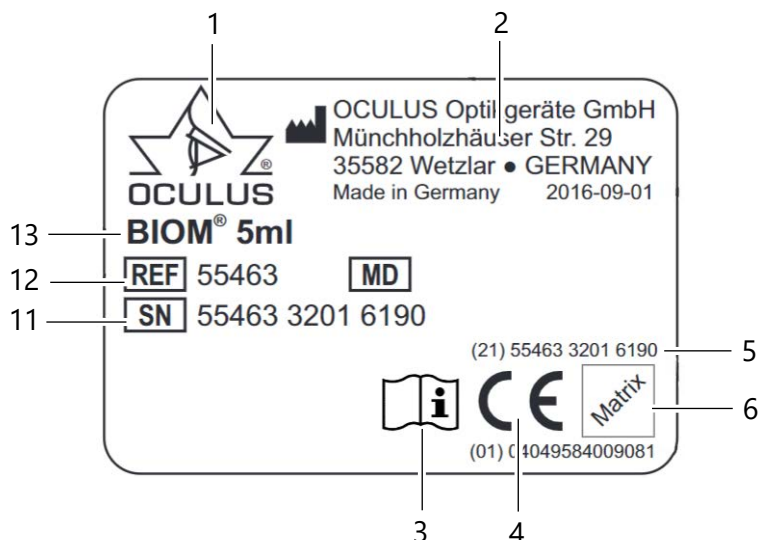 1
2
OCULUS Optikgeräte GmbH
Münchholzhäuser Str. 29
35582 Wetzlar ● GERMANY
Made in Germany 2016-09-01
®
OCULUS
13
BIOM® 5ml
12
REF 55463 MD
11
SN 55463 3201 6190
(21) 55463 3201 6190
5
i
CE
Matrix
6
(01) 04049584009081
3
4